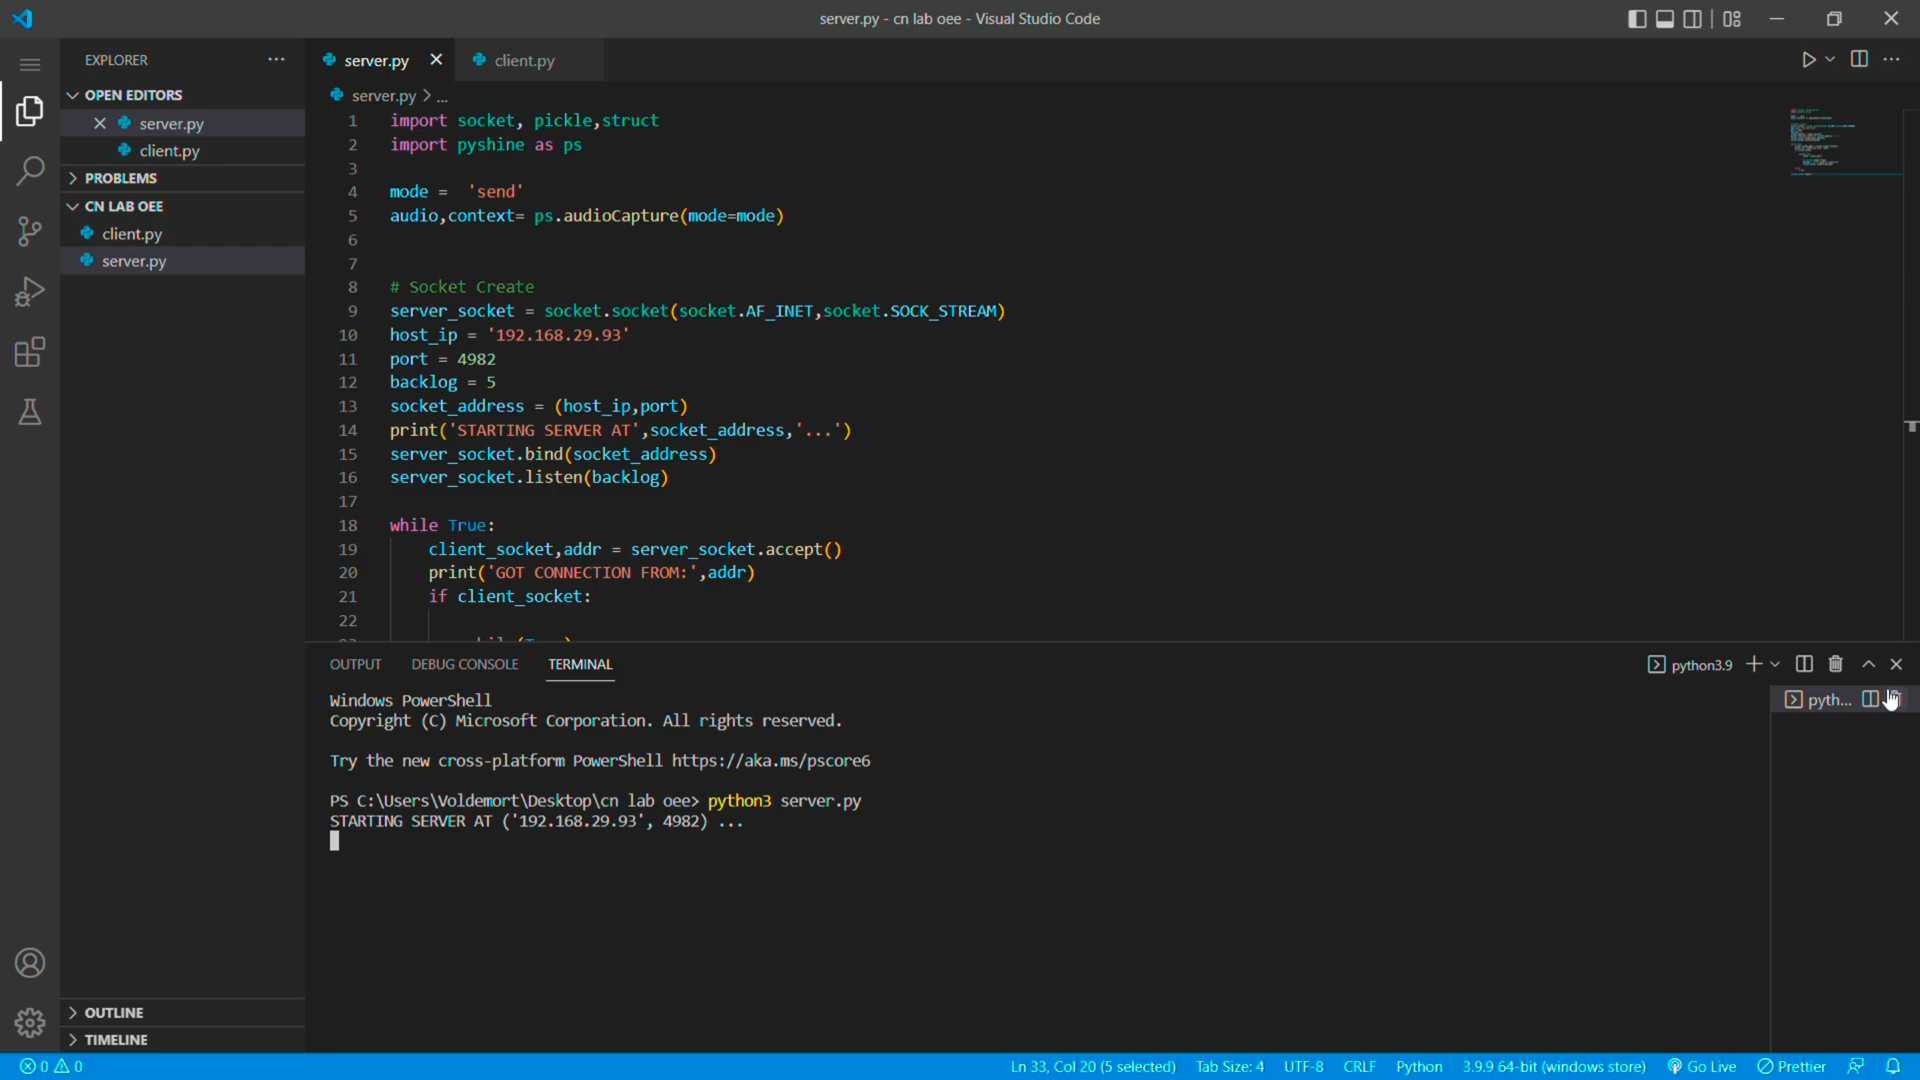 server.py - cn lab oee - Visual Studio Code
EXPLORER
OPEN EDITORS
server.py
client.py
PROBLEMS
CN LAB OEE
client.py
server.py
OUTLINE
TIMELINE
server.py
client.py
server.py > ...
1 import socket, pickle,struct
2 import pyshine as ps
3
4 mode =  'send'
5 audio,context= ps.audioCapture(mode=mode)
6
7
8 # Socket Create
9 server_socket = socket.socket(socket.AF_INET,socket.SOCK_STREAM)
10 host_ip = '192.168.29.93'
11 port = 4982
12 backlog = 5
13 socket_address = (host_ip,port)
14 print('STARTING SERVER AT',socket_address,'...')
15 server_socket.bind(socket_address)
16 server_socket.listen(backlog)
17
18 while True:
19     client_socket,addr = server_socket.accept()
20     print('GOT CONNECTION FROM:',addr)
21     if client_socket:
22
OUTPUT DEBUG CONSOLE TERMINAL
python3.9
pyth...
Windows PowerShell
Copyright (C) Microsoft Corporation. All rights reserved.
Try the new cross-platform PowerShell https://aka.ms/pscore6
PS C:\Users\Voldemort\Desktop\cn lab oee> python3 server.py
STARTING SERVER AT ('192.168.29.93', 4982) ...
0 0 Ln 33, Col 20 (5 selected) Tab Size: 4 UTF-8 CRLF Python 3.9.9 64-bit (windows store) Go Live Prettier